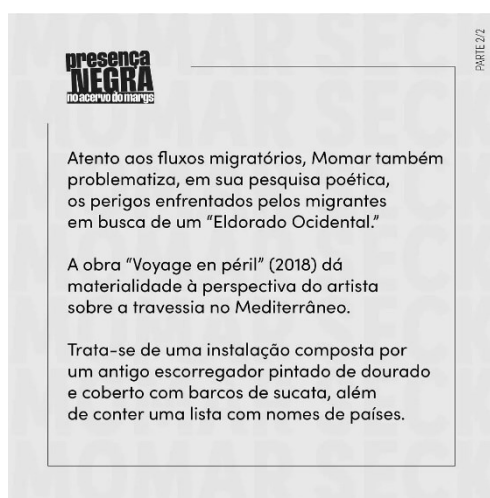 PARTE 2/2
presença
NEGRA
no acervo do margs
Atento aos fluxos migratórios, Momar também
problematiza, em sua pesquisa poética,
os perigos enfrentados pelos migrantes
em busca de um “Eldorado Ocidental.”
A obra “Voyage en péril” (2018) dá
materialidade à perspectiva do artista
sobre a travessia no Mediterrâneo.
Trata-se de uma instalação composta por
um antigo escorregador pintado de dourado
e coberto com barcos de sucata, além
de conter uma lista com nomes de países.